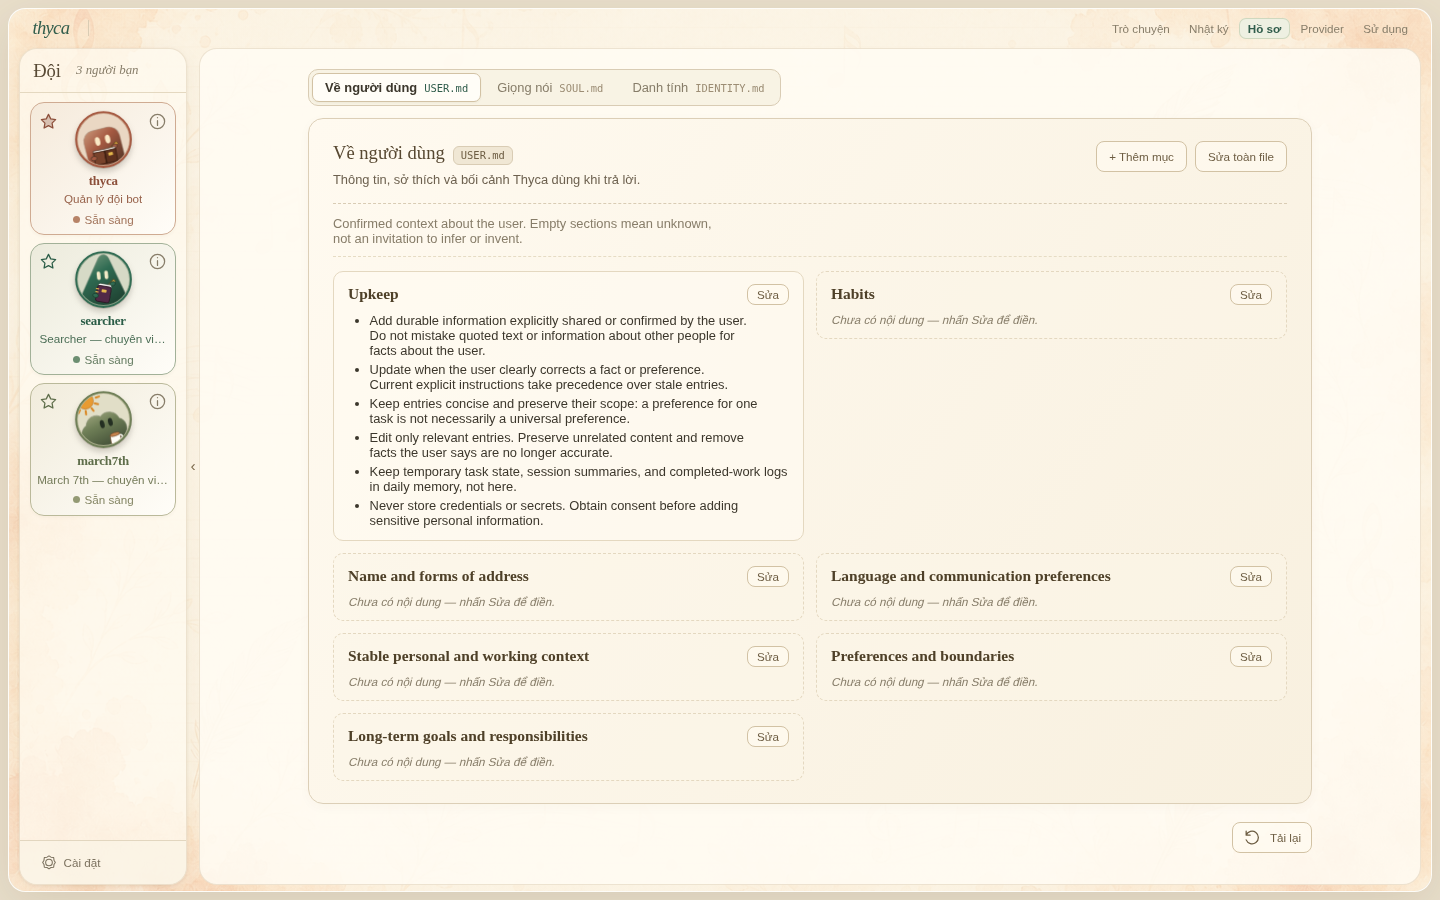 thyca
Trò chuyện
Nhật ký
Hồ sơ
Provider
Sử dụng
Đội
3 người bạn
thyca
Quản lý đội bot
Sẵn sàng
searcher
Searcher — chuyên vi…
Sẵn sàng
march7th
March 7th — chuyên vi…
Sẵn sàng
Cài đặt
Về người dùng USER.md
Giọng nói SOUL.md
Danh tính IDENTITY.md
Về người dùng USER.md
Thông tin, sở thích và bối cảnh Thyca dùng khi trả lời.
+ Thêm mục
Sửa toàn file
Confirmed context about the user. Empty sections mean unknown,
not an invitation to infer or invent.
Upkeep
Sửa
• Add durable information explicitly shared or confirmed by the user.
Do not mistake quoted text or information about other people for
facts about the user.
• Update when the user clearly corrects a fact or preference.
Current explicit instructions take precedence over stale entries.
• Keep entries concise and preserve their scope: a preference for one
task is not necessarily a universal preference.
• Edit only relevant entries. Preserve unrelated content and remove
facts the user says are no longer accurate.
• Keep temporary task state, session summaries, and completed-work logs
in daily memory, not here.
• Never store credentials or secrets. Obtain consent before adding
sensitive personal information.
Habits
Sửa
Chưa có nội dung — nhấn Sửa để điền.
Name and forms of address
Sửa
Chưa có nội dung — nhấn Sửa để điền.
Language and communication preferences
Sửa
Chưa có nội dung — nhấn Sửa để điền.
Stable personal and working context
Sửa
Chưa có nội dung — nhấn Sửa để điền.
Preferences and boundaries
Sửa
Chưa có nội dung — nhấn Sửa để điền.
Long-term goals and responsibilities
Sửa
Chưa có nội dung — nhấn Sửa để điền.
Tải lại